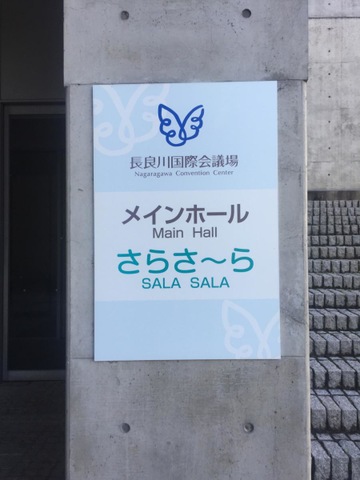 長良川国際会議場
Nagaragawa Convention Center
メインホール
Main Hall
さらさ〜ら
SALA SALA